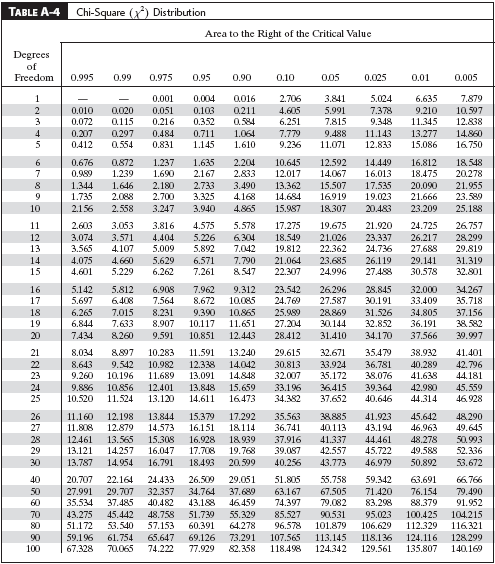 TABLE A-4 Chi-Square (χ²) Distribution
Area to the Right of the Critical Value
Degrees
of
Freedom 0.995 0.99 0.975 0.95 0.90 0.10 0.05 0.025 0.01 0.005
1 — — 0.001 0.004 0.016 2.706 3.841 5.024 6.635 7.879
2 0.010 0.020 0.051 0.103 0.211 4.605 5.991 7.378 9.210 10.597
3 0.072 0.115 0.216 0.352 0.584 6.251 7.815 9.348 11.345 12.838
4 0.207 0.297 0.484 0.711 1.064 7.779 9.488 11.143 13.277 14.860
5 0.412 0.554 0.831 1.145 1.610 9.236 11.071 12.833 15.086 16.750
6 0.676 0.872 1.237 1.635 2.204 10.645 12.592 14.449 16.812 18.548
7 0.989 1.239 1.690 2.167 2.833 12.017 14.067 16.013 18.475 20.278
8 1.344 1.646 2.180 2.733 3.490 13.362 15.507 17.535 20.090 21.955
9 1.735 2.088 2.700 3.325 4.168 14.684 16.919 19.023 21.666 23.589
10 2.156 2.558 3.247 3.940 4.865 15.987 18.307 20.483 23.209 25.188
11 2.603 3.053 3.816 4.575 5.578 17.275 19.675 21.920 24.725 26.757
12 3.074 3.571 4.404 5.226 6.304 18.549 21.026 23.337 26.217 28.299
13 3.565 4.107 5.009 5.892 7.042 19.812 22.362 24.736 27.688 29.819
14 4.075 4.660 5.629 6.571 7.790 21.064 23.685 26.119 29.141 31.319
15 4.601 5.229 6.262 7.261 8.547 22.307 24.996 27.488 30.578 32.801
16 5.142 5.812 6.908 7.962 9.312 23.542 26.296 28.845 32.000 34.267
17 5.697 6.408 7.564 8.672 10.085 24.769 27.587 30.191 33.409 35.718
18 6.265 7.015 8.231 9.390 10.865 25.989 28.869 31.526 34.805 37.156
19 6.844 7.633 8.907 10.117 11.651 27.204 30.144 32.852 36.191 38.582
20 7.434 8.260 9.591 10.851 12.443 28.412 31.410 34.170 37.566 39.997
21 8.034 8.897 10.283 11.591 13.240 29.615 32.671 35.479 38.932 41.401
22 8.643 9.542 10.982 12.338 14.042 30.813 33.924 36.781 40.289 42.796
23 9.260 10.196 11.689 13.091 14.848 32.007 35.172 38.076 41.638 44.181
24 9.886 10.856 12.401 13.848 15.659 33.196 36.415 39.364 42.980 45.559
25 10.520 11.524 13.120 14.611 16.473 34.382 37.652 40.646 44.314 46.928
26 11.160 12.198 13.844 15.379 17.292 35.563 38.885 41.923 45.642 48.290
27 11.808 12.879 14.573 16.151 18.114 36.741 40.113 43.194 46.963 49.645
28 12.461 13.565 15.308 16.928 18.939 37.916 41.337 44.461 48.278 50.993
29 13.121 14.257 16.047 17.708 19.768 39.087 42.557 45.722 49.588 52.336
30 13.787 14.954 16.791 18.493 20.599 40.256 43.773 46.979 50.892 53.672
40 20.707 22.164 24.433 26.509 29.051 51.805 55.758 59.342 63.691 66.766
50 27.991 29.707 32.357 34.764 37.689 63.167 67.505 71.420 76.154 79.490
60 35.534 37.485 40.482 43.188 46.459 74.397 79.082 83.298 88.379 91.952
70 43.275 45.442 48.758 51.739 55.329 85.527 90.531 95.023 100.425 104.215
80 51.172 53.540 57.153 60.391 64.278 96.578 101.879 106.629 112.329 116.321
90 59.196 61.754 65.647 69.126 73.291 107.565 113.145 118.136 124.116 128.299
100 67.328 70.065 74.222 77.929 82.358 118.498 124.342 129.561 135.807 140.169